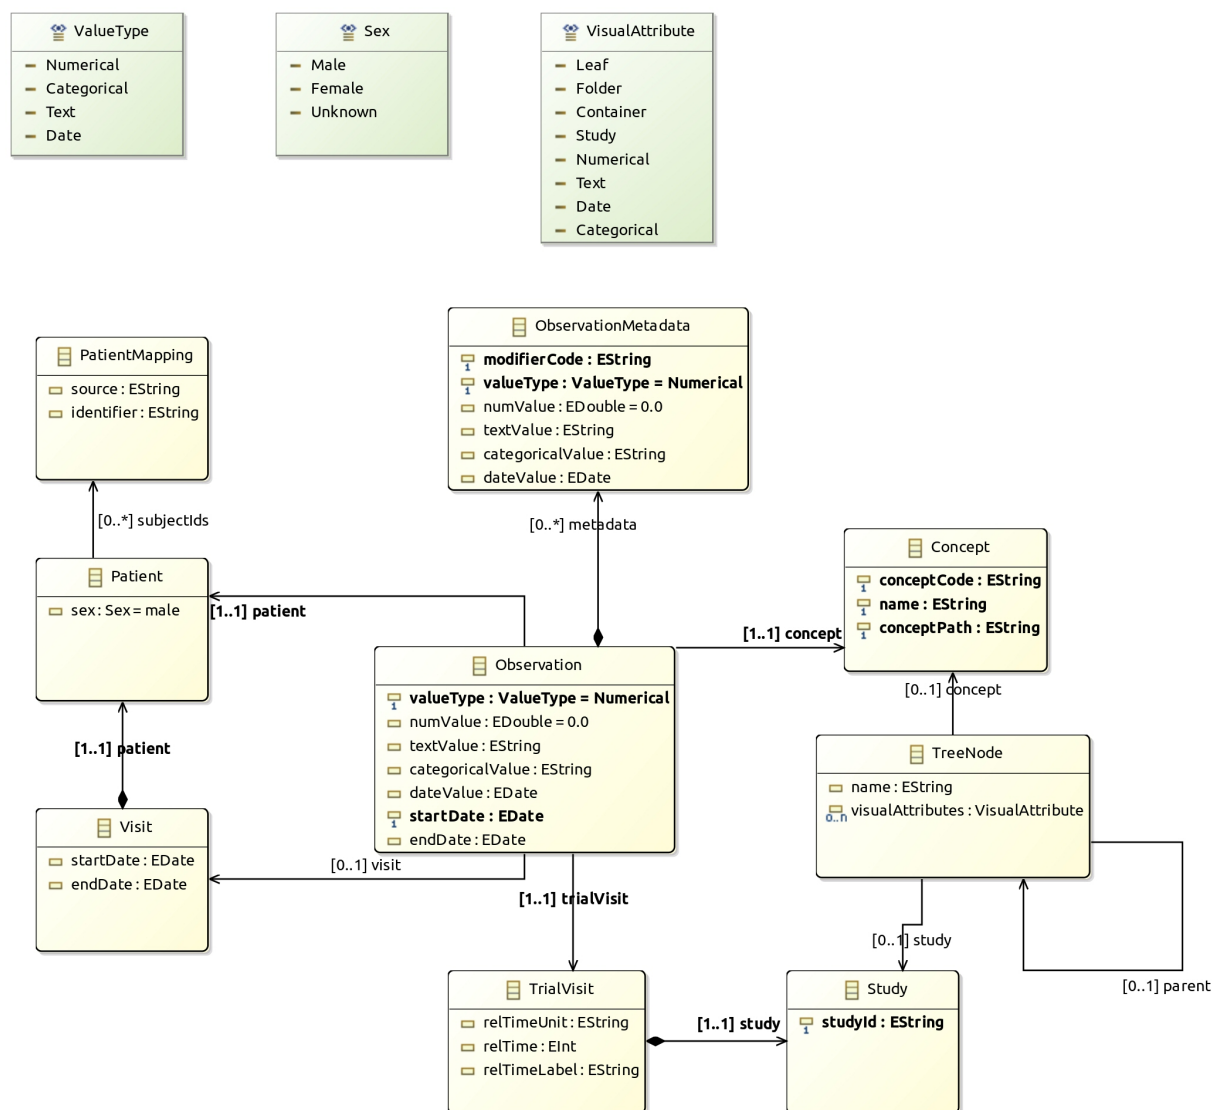 ValueType
Numerical
Categorical
Text
Date
Sex
Male
Female
Unknown
VisualAttribute
Leaf
Folder
Container
Study
Numerical
Text
Date
Categorical
ObservationMetadata
modifierCode : EString
valueType : ValueType = Numerical
numValue : EDouble = 0.0
textValue : EString
categoricalValue : EString
dateValue : EDate
PatientMapping
source : EString
identifier : EString
[0..*] subjectIds
[0..*] metadata
Patient
sex : Sex = male
[1..1] patient
Concept
conceptCode : EString
name : EString
conceptPath : EString
[1..1] concept
Observation
valueType : ValueType = Numerical
numValue : EDouble = 0.0
textValue : EString
categoricalValue : EString
dateValue : EDate
startDate : EDate
endDate : EDate
[0..1] concept
[1..1] patient
TreeNode
name : EString
0..n visualAttributes : VisualAttribute
Visit
startDate : EDate
endDate : EDate
[0..1] visit
[1..1] trialVisit
[0..1] study
[0..1] parent
TrialVisit
relTimeUnit : EString
relTime : EInt
relTimeLabel : EString
[1..1] study
Study
studyId : EString